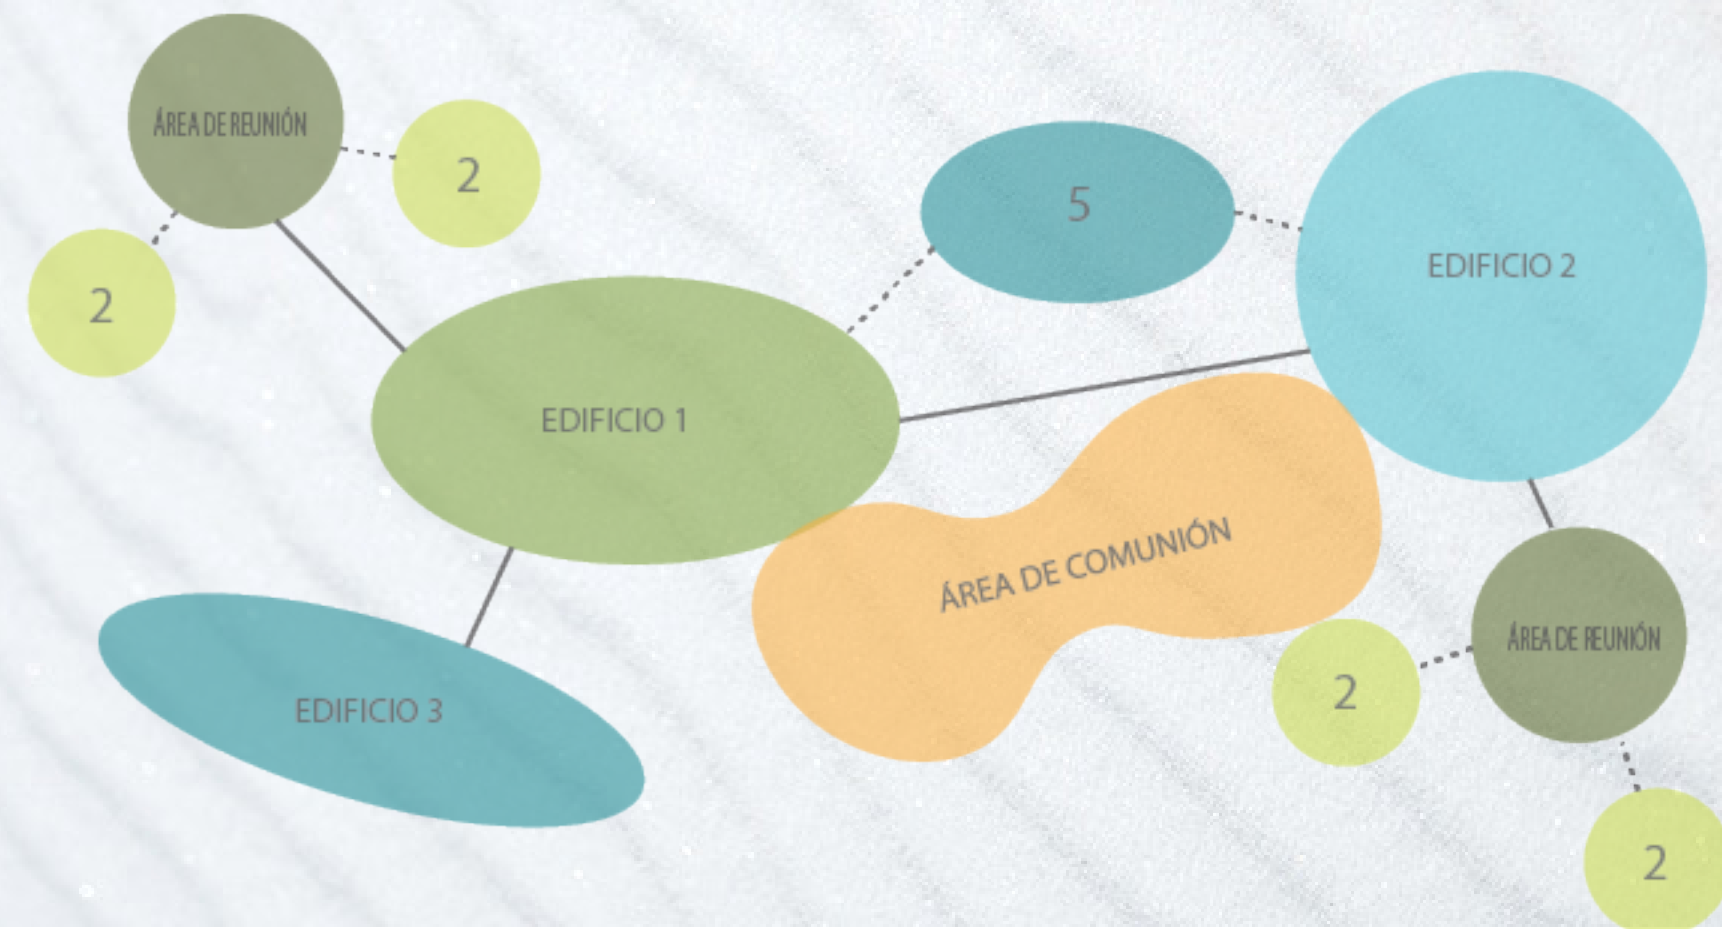 ÁREA DE REUNIÓN
2
2
5
EDIFICIO 2
EDIFICIO 1
ÁREA DE COMUNIÓN
ÁREA DE REUNIÓN
2
EDIFICIO 3
2